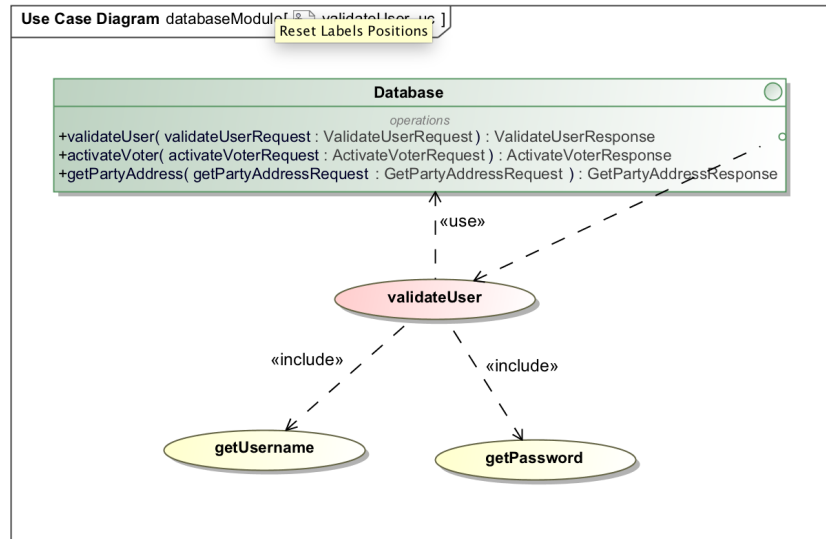 Use Case Diagram databaseModule[ validateUser_uc ]
Reset Labels Positions
Database
operations
+validateUser( validateUserRequest : ValidateUserRequest ) : ValidateUserResponse
+activateVoter( activateVoterRequest : ActivateVoterRequest ) : ActivateVoterResponse
+getPartyAddress( getPartyAddressRequest : GetPartyAddressRequest ) : GetPartyAddressResponse
«use»
validateUser
«include»
«include»
getUsername
getPassword